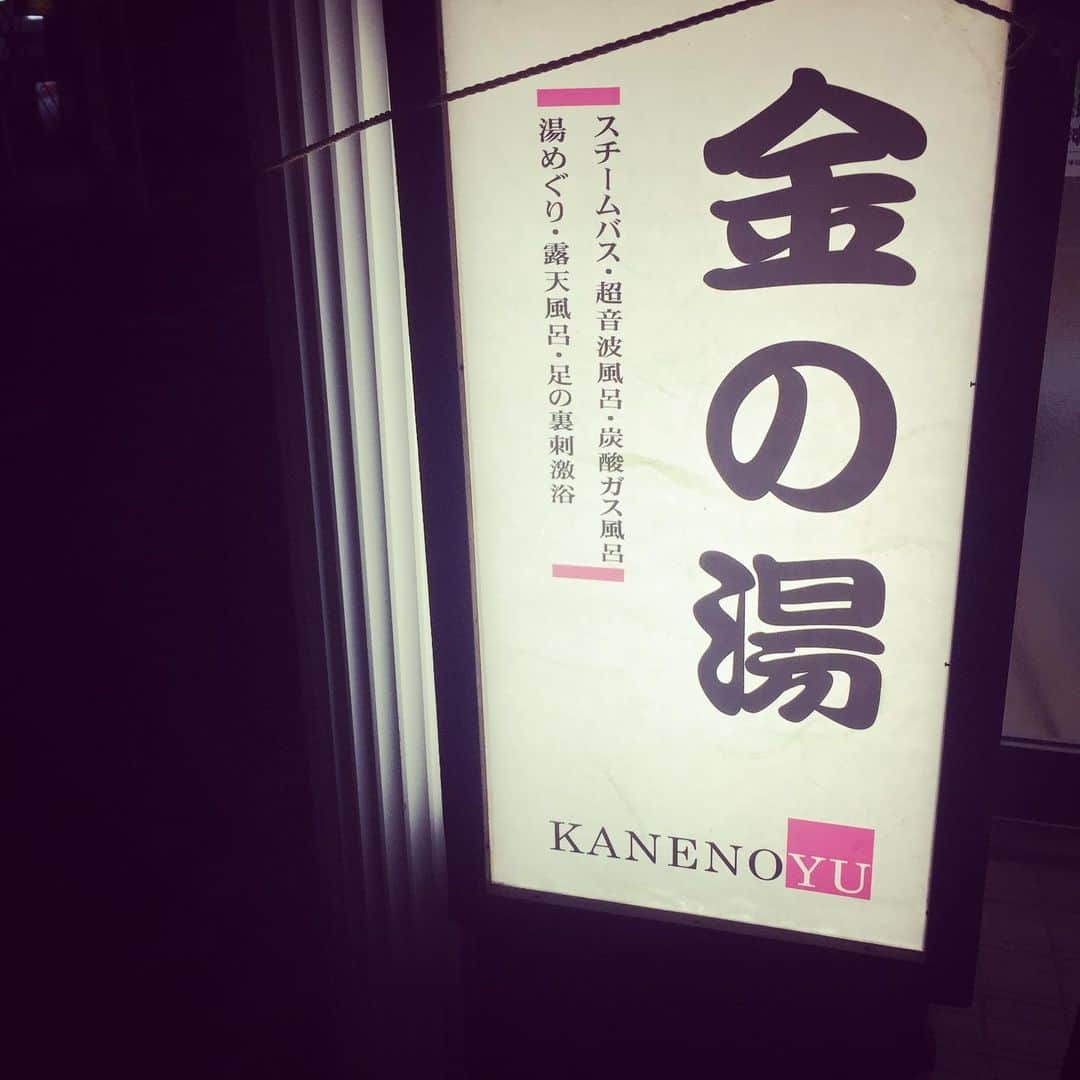 金の湯
スチームバス・超音波風呂・炭酸ガス風呂
湯めぐり・露天風呂・足の裏刺激浴
KANENOYU